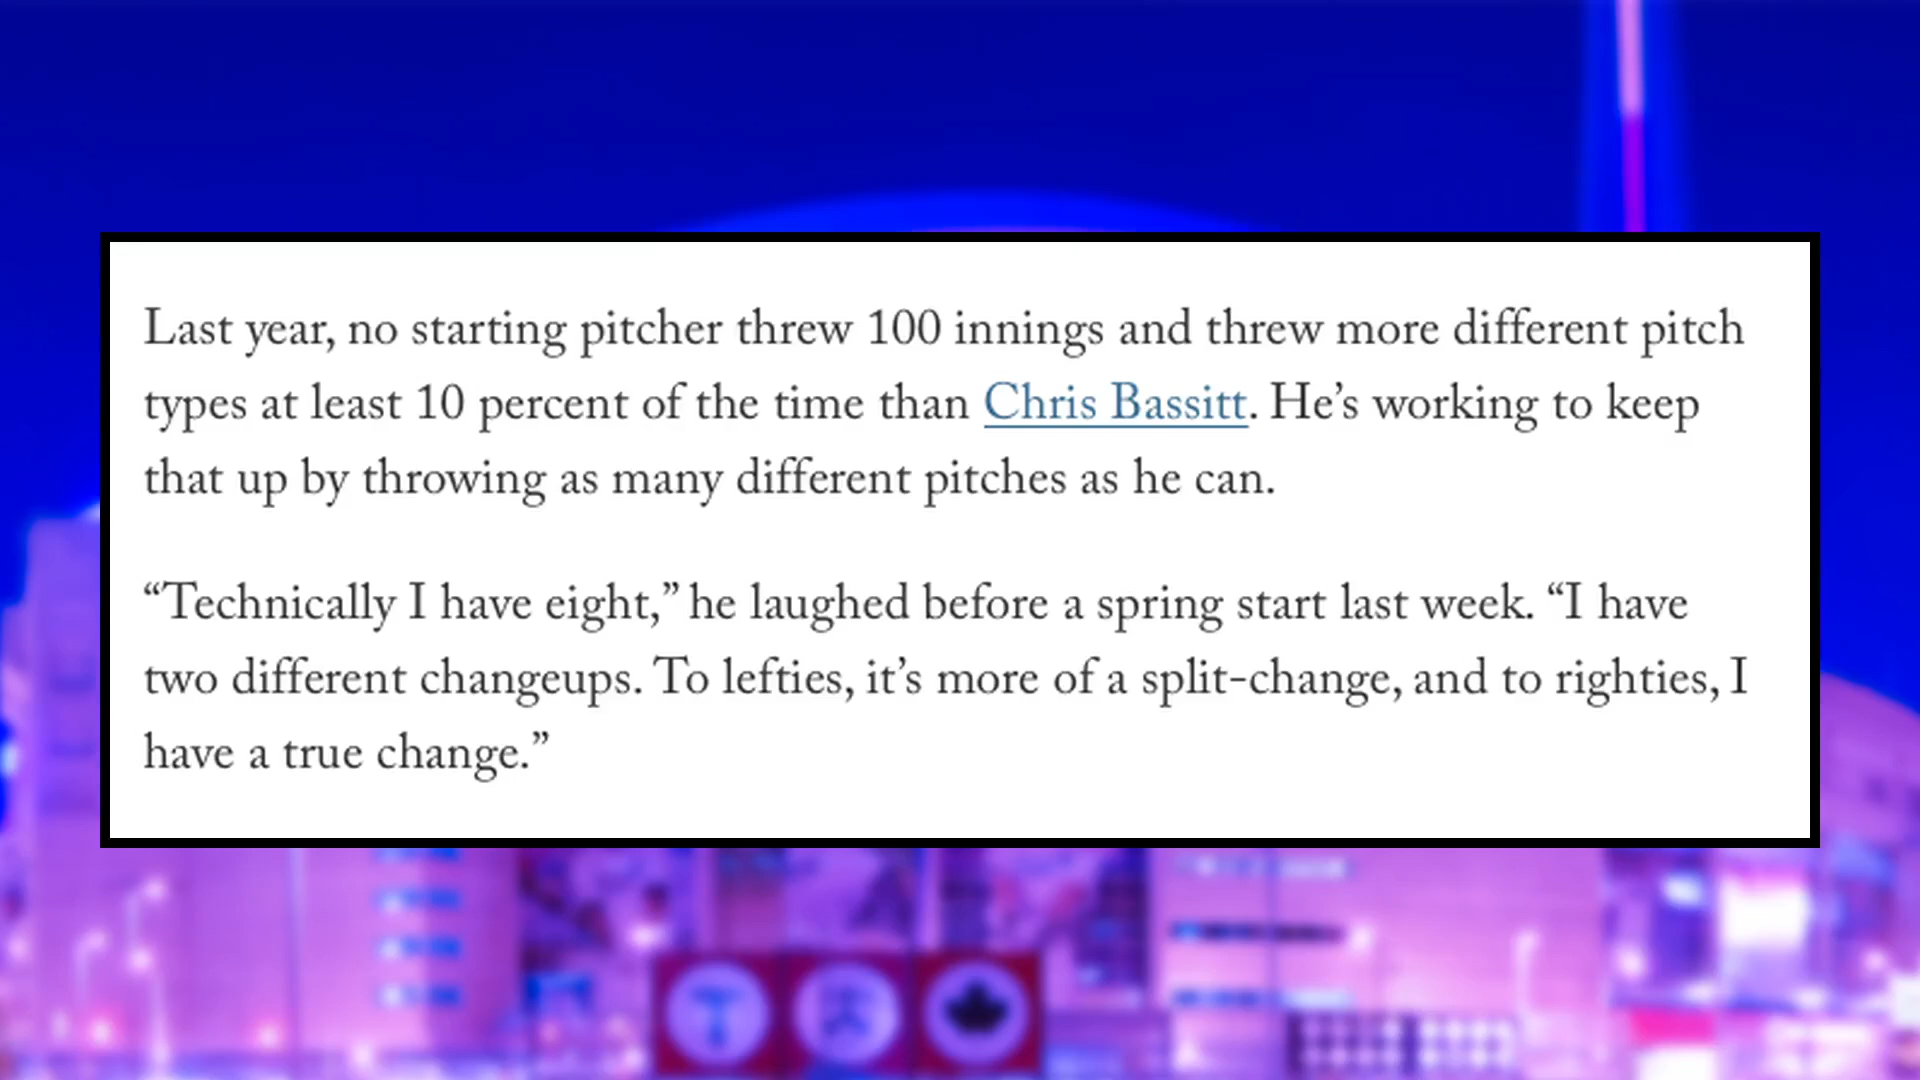 Last year, no starting pitcher threw 100 innings and threw more different pitch
types at least 10 percent of the time than Chris Bassitt. He’s working to keep
that up by throwing as many different pitches as he can.
“Technically I have eight,” he laughed before a spring start last week. “I have
two different changeups. To lefties, it’s more of a split-change, and to righties, I
have a true change.”